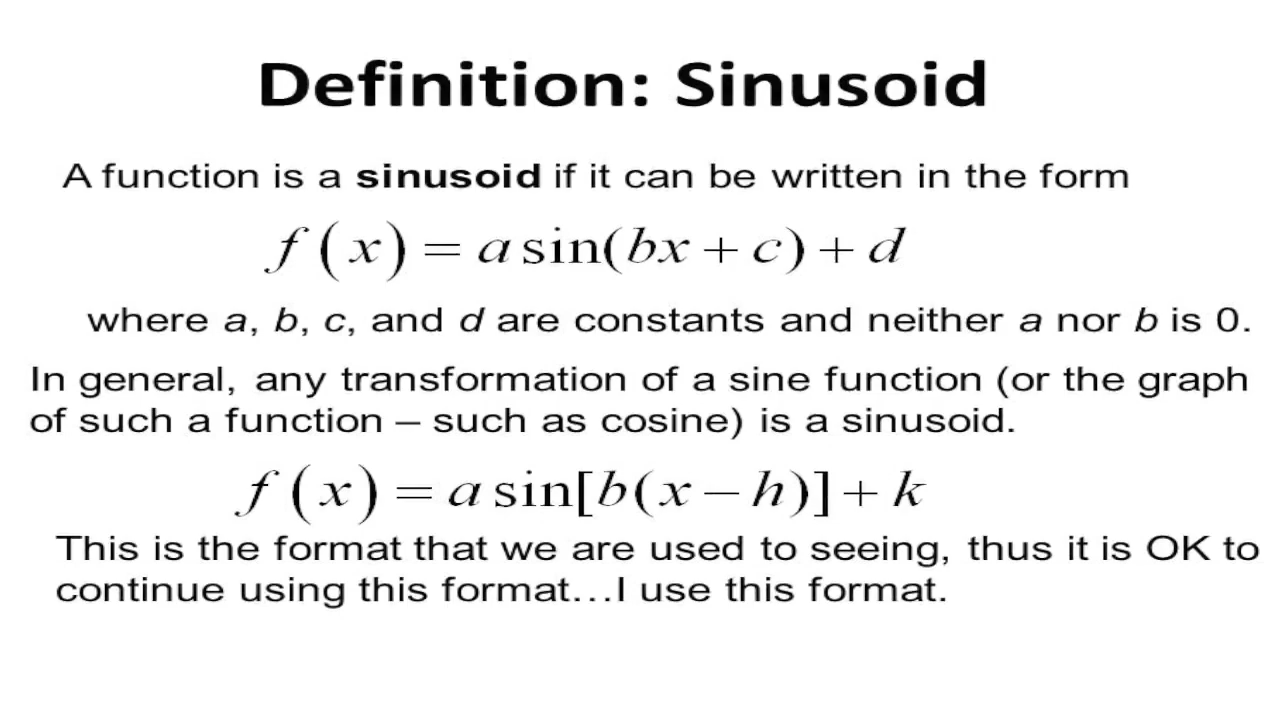 Definition: Sinusoid
A function is a sinusoid if it can be written in the form
f(x) = a sin(bx + c) + d
where a, b, c, and d are constants and neither a nor b is 0.
In general, any transformation of a sine function (or the graph
of such a function – such as cosine) is a sinusoid.
f(x) = a sin[b(x − h)] + k
This is the format that we are used to seeing, thus it is OK to
continue using this format…I use this format.